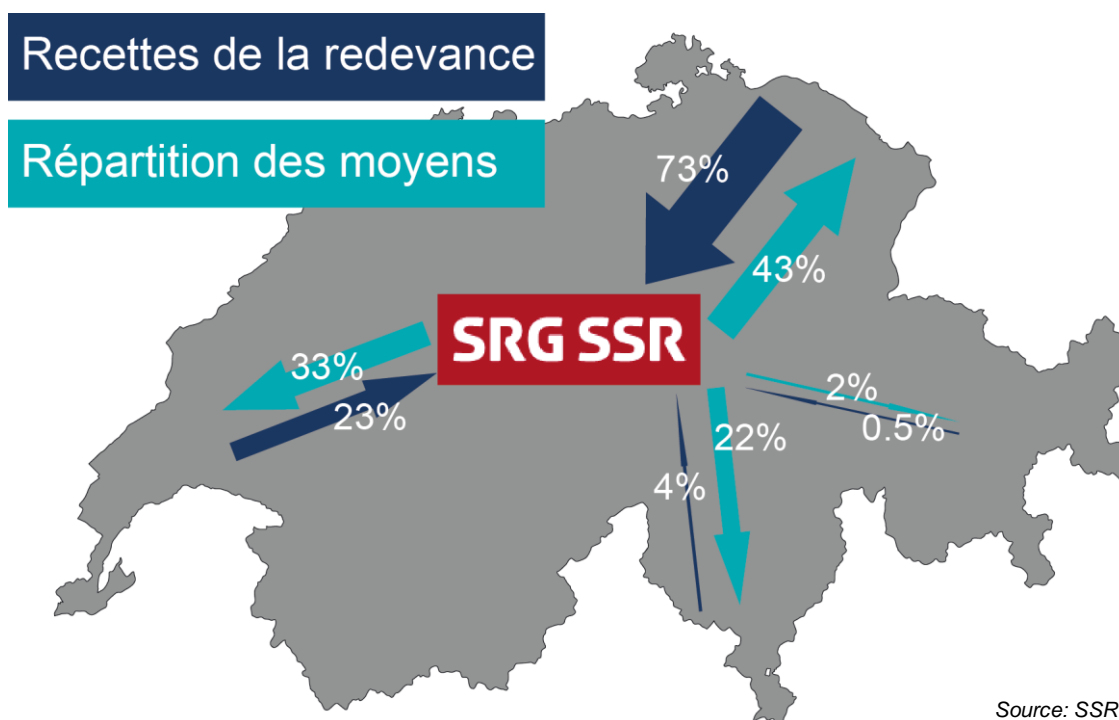 Recettes de la redevance
Répartition des moyens
73%
43%
SRG SSR
33%
23%
2%
0.5%
22%
4%
Source: SSR